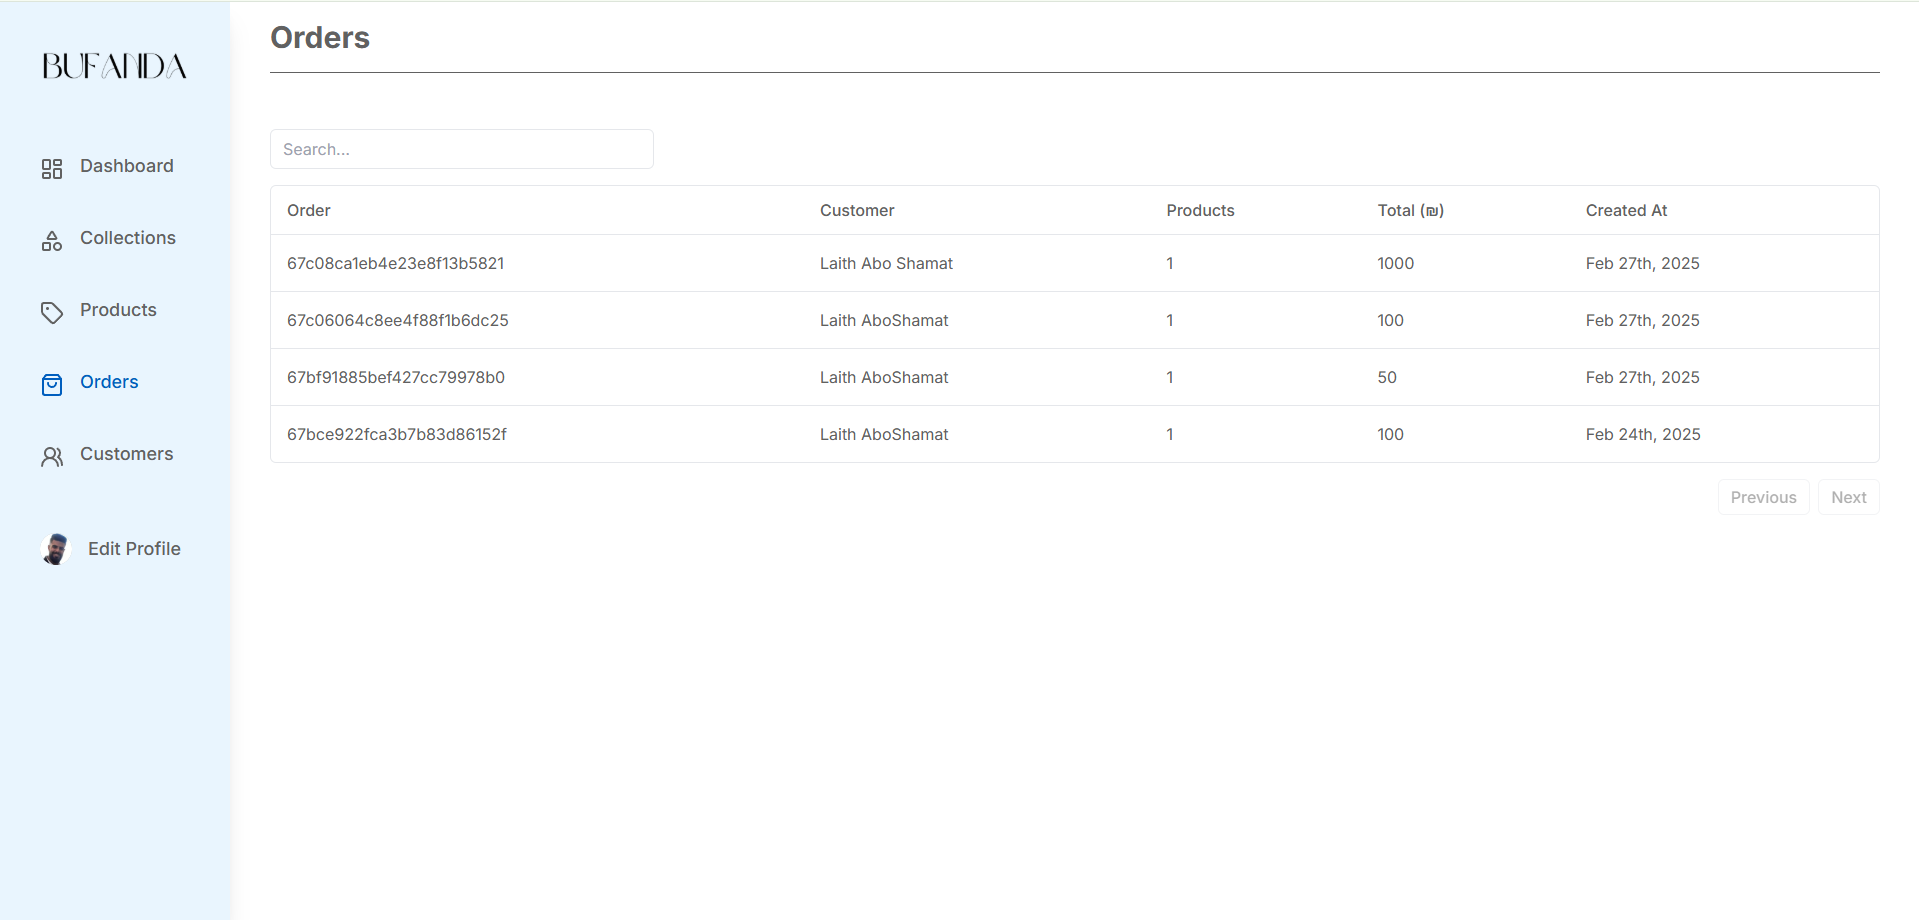 BUFANDA
Dashboard
Collections
Products
Orders
Customers
Edit Profile
Orders
Search...
Order Customer Products Total (₪) Created At
67c08ca1eb4e23e8f13b5821 Laith Abo Shamat 1 1000 Feb 27th, 2025
67c06064c8ee4f88f1b6dc25 Laith AboShamat 1 100 Feb 27th, 2025
67bf91885bef427cc79978b0 Laith AboShamat 1 50 Feb 27th, 2025
67bce922fca3b7b83d86152f Laith AboShamat 1 100 Feb 24th, 2025
Previous Next